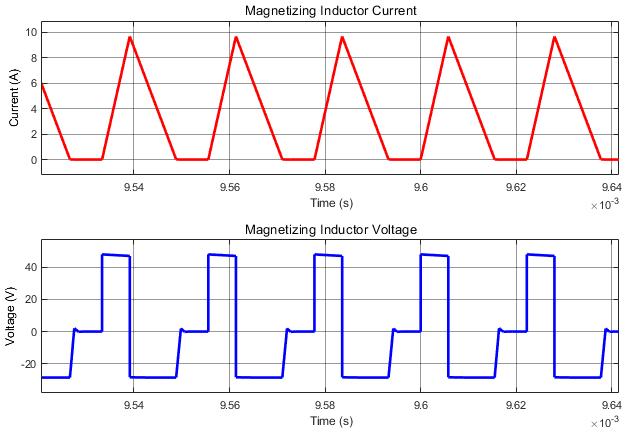 Magnetizing Inductor Current
10
8
6
4
2
0
Current (A)
9.54 9.56 9.58 9.6 9.62 9.64
Time (s)
×10⁻³
Magnetizing Inductor Voltage
40
20
0
-20
Voltage (V)
9.54 9.56 9.58 9.6 9.62 9.64
Time (s)
×10⁻³